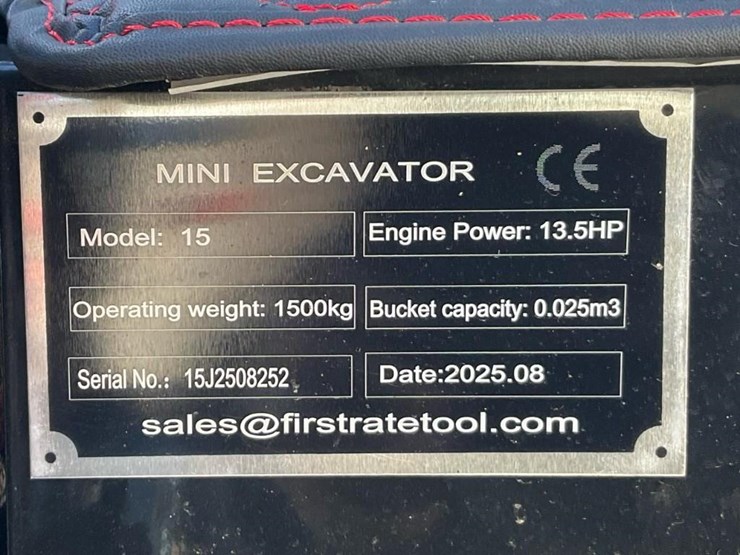 MINI EXCAVATOR CE
Model: 15
Engine Power: 13.5HP
Operating weight: 1500kg
Bucket capacity: 0.025m3
Serial No.: 15J2508252
Date:2025.08
sales@firstratetool.com